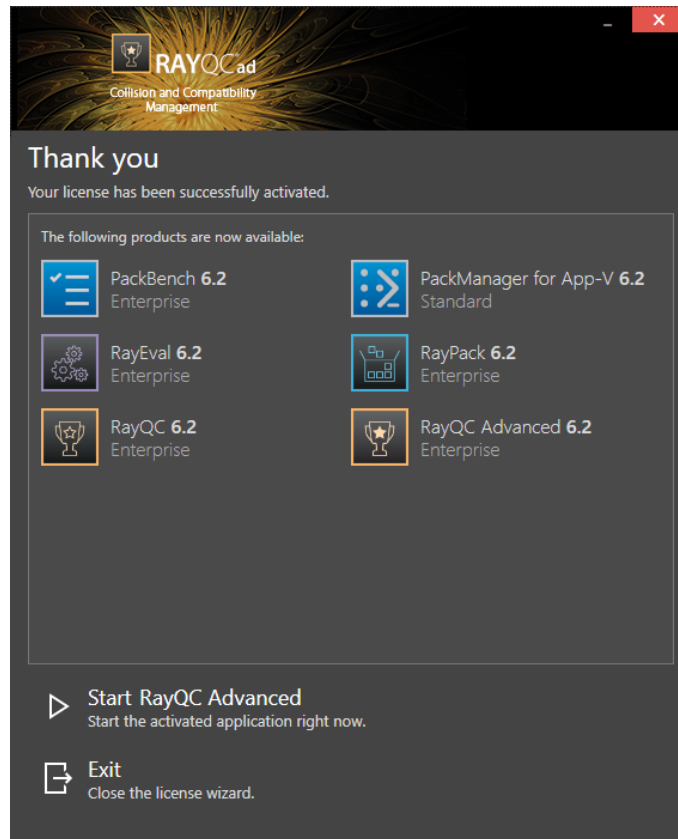 RAYQC®ad
Collision and Compatibility
Management
Thank you
Your license has been successfully activated.
The following products are now available:
PackBench 6.2
Enterprise
PackManager for App-V 6.2
Standard
RayEval 6.2
Enterprise
RayPack 6.2
Enterprise
RayQC 6.2
Enterprise
RayQC Advanced 6.2
Enterprise
Start RayQC Advanced
Start the activated application right now.
Exit
Close the license wizard.